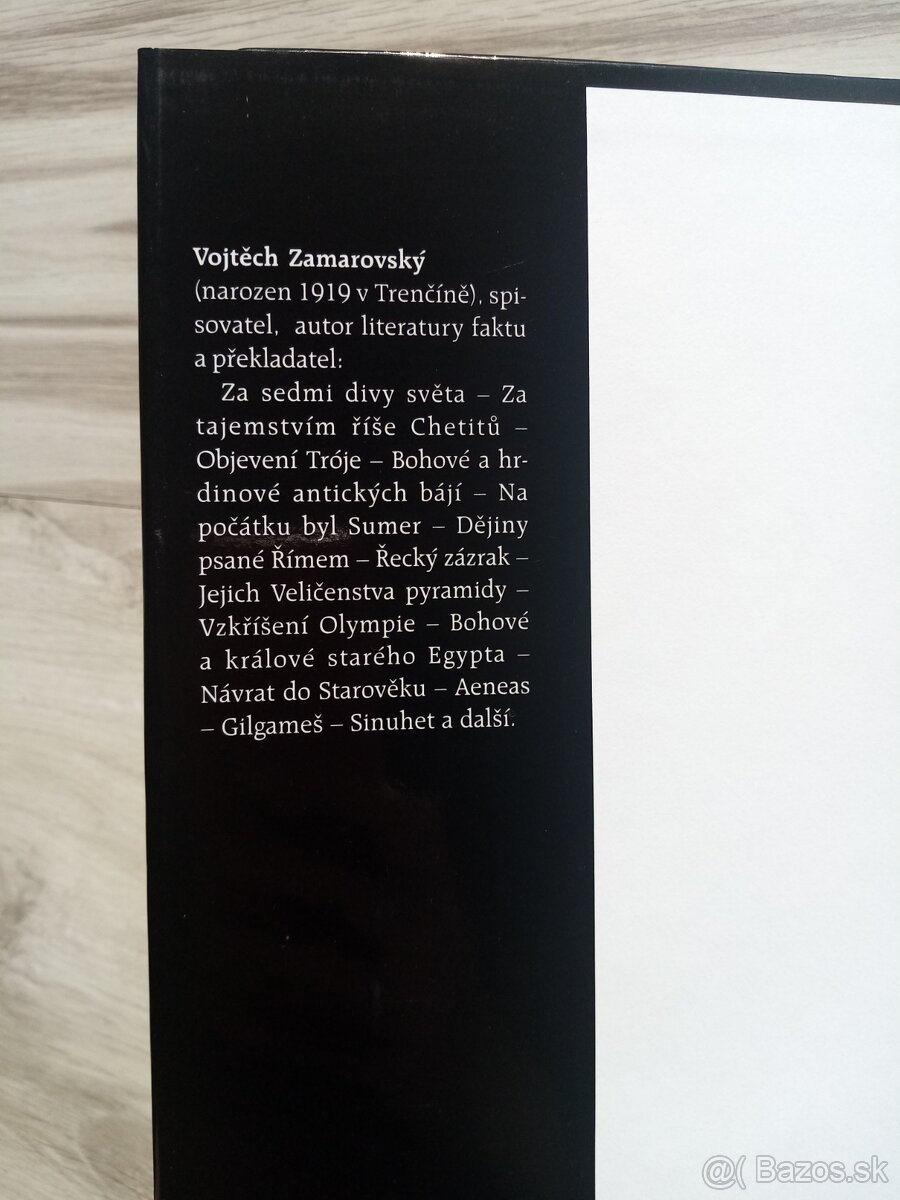 Vojtěch Zamarovský
(narozen 1919 v Trenčíně), spi-
sovatel, autor literatury faktu
a překladatel:
Za sedmi divy světa – Za
tajemstvím říše Chetitů –
Objevení Tróje – Bohové a hr-
dinové antických bájí – Na
počátku byl Sumer – Dějiny
psané Římem – Řecký zázrak –
Jejich Veličenstva pyramidy –
Vzkříšení Olympie – Bohové
a králové starého Egypta –
Návrat do Starověku – Aeneas
– Gilgameš – Sinuhet a další.
@( Bazos.sk